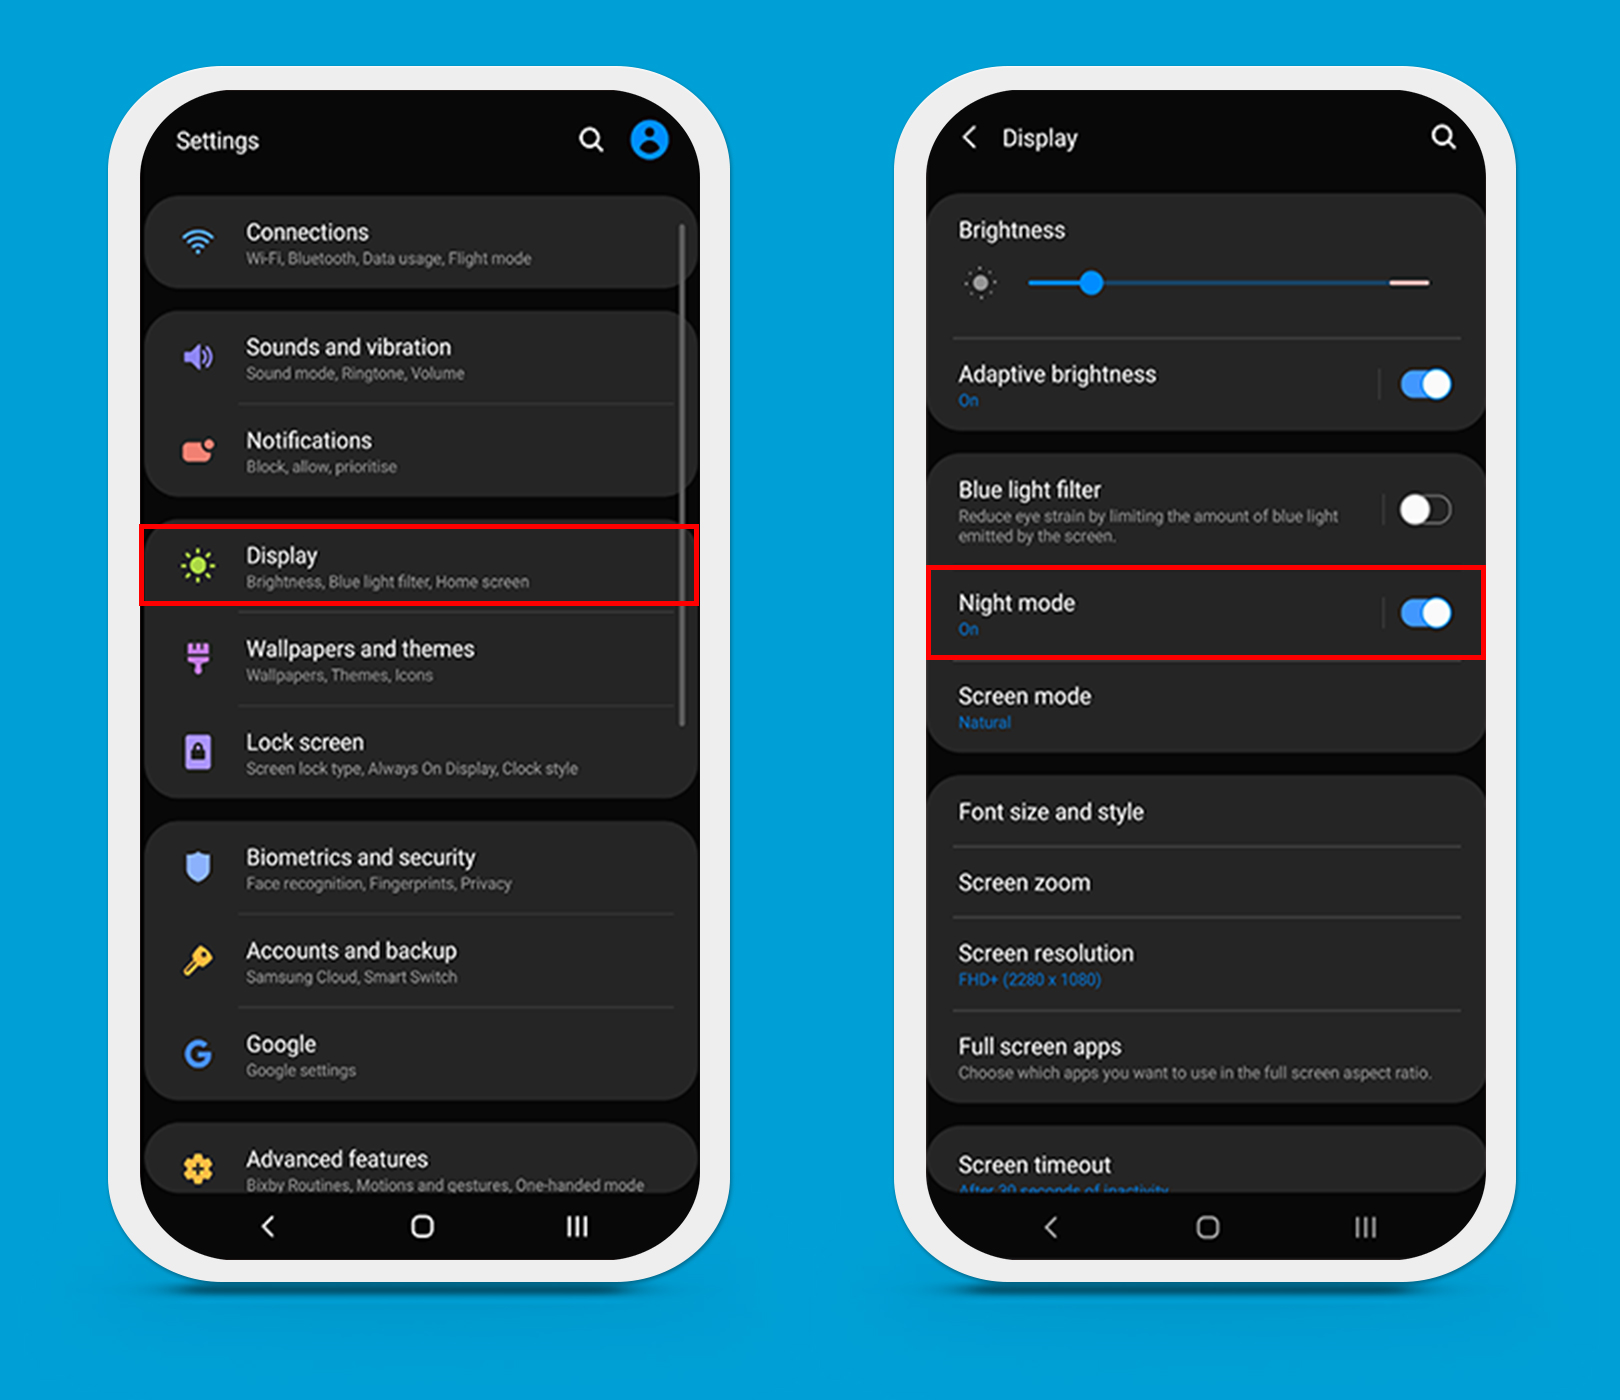 Settings
Connections
Wi-Fi, Bluetooth, Data usage, Flight mode
Sounds and vibration
Sound mode, Ringtone, Volume
Notifications
Block, allow, prioritise
Display
Brightness, Blue light filter, Home screen
Wallpapers and themes
Wallpapers, Themes, Icons
Lock screen
Screen lock type, Always On Display, Clock style
Biometrics and security
Face recognition, Fingerprints, Privacy
Accounts and backup
Samsung Cloud, Smart Switch
Google
Google settings
Advanced features
Bixby Routines, Motions and gestures, One-handed mode
Display
Brightness
Adaptive brightness
On
Blue light filter
Reduce eye strain by limiting the amount of blue light
emitted by the screen.
Night mode
On
Screen mode
Natural
Font size and style
Screen zoom
Screen resolution
FHD+ (2280 x 1080)
Full screen apps
Choose which apps you want to use in the full screen aspect ratio.
Screen timeout
After 30 seconds of inactivity